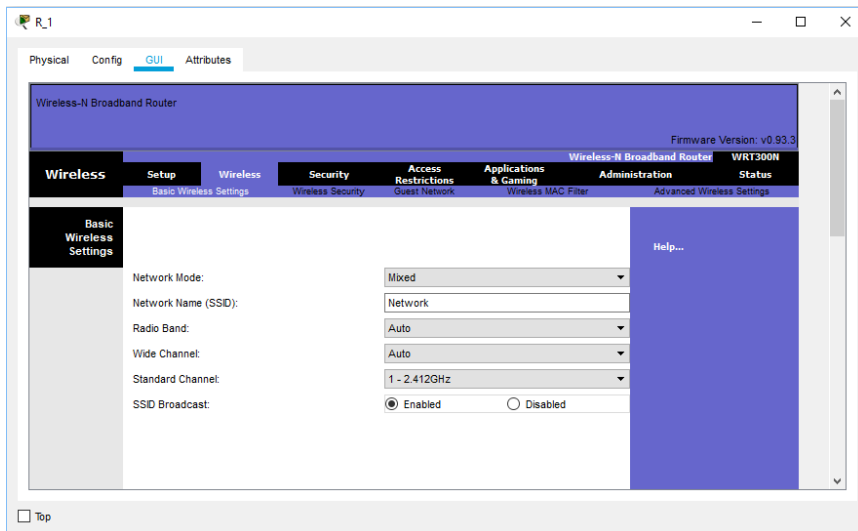 R_1
Physical Config GUI Attributes
Wireless-N Broadband Router
Firmware Version: v0.93.3
Wireless-N Broadband Router WRT300N
Wireless Setup Wireless Security Access Restrictions Applications & Gaming Administration Status
Basic Wireless Settings Wireless Security Guest Network Wireless MAC Filter Advanced Wireless Settings
Basic
Wireless
Settings
Help...
Network Mode: Mixed
Network Name (SSID): Network
Radio Band: Auto
Wide Channel: Auto
Standard Channel: 1 - 2.412GHz
SSID Broadcast: Enabled Disabled
Top